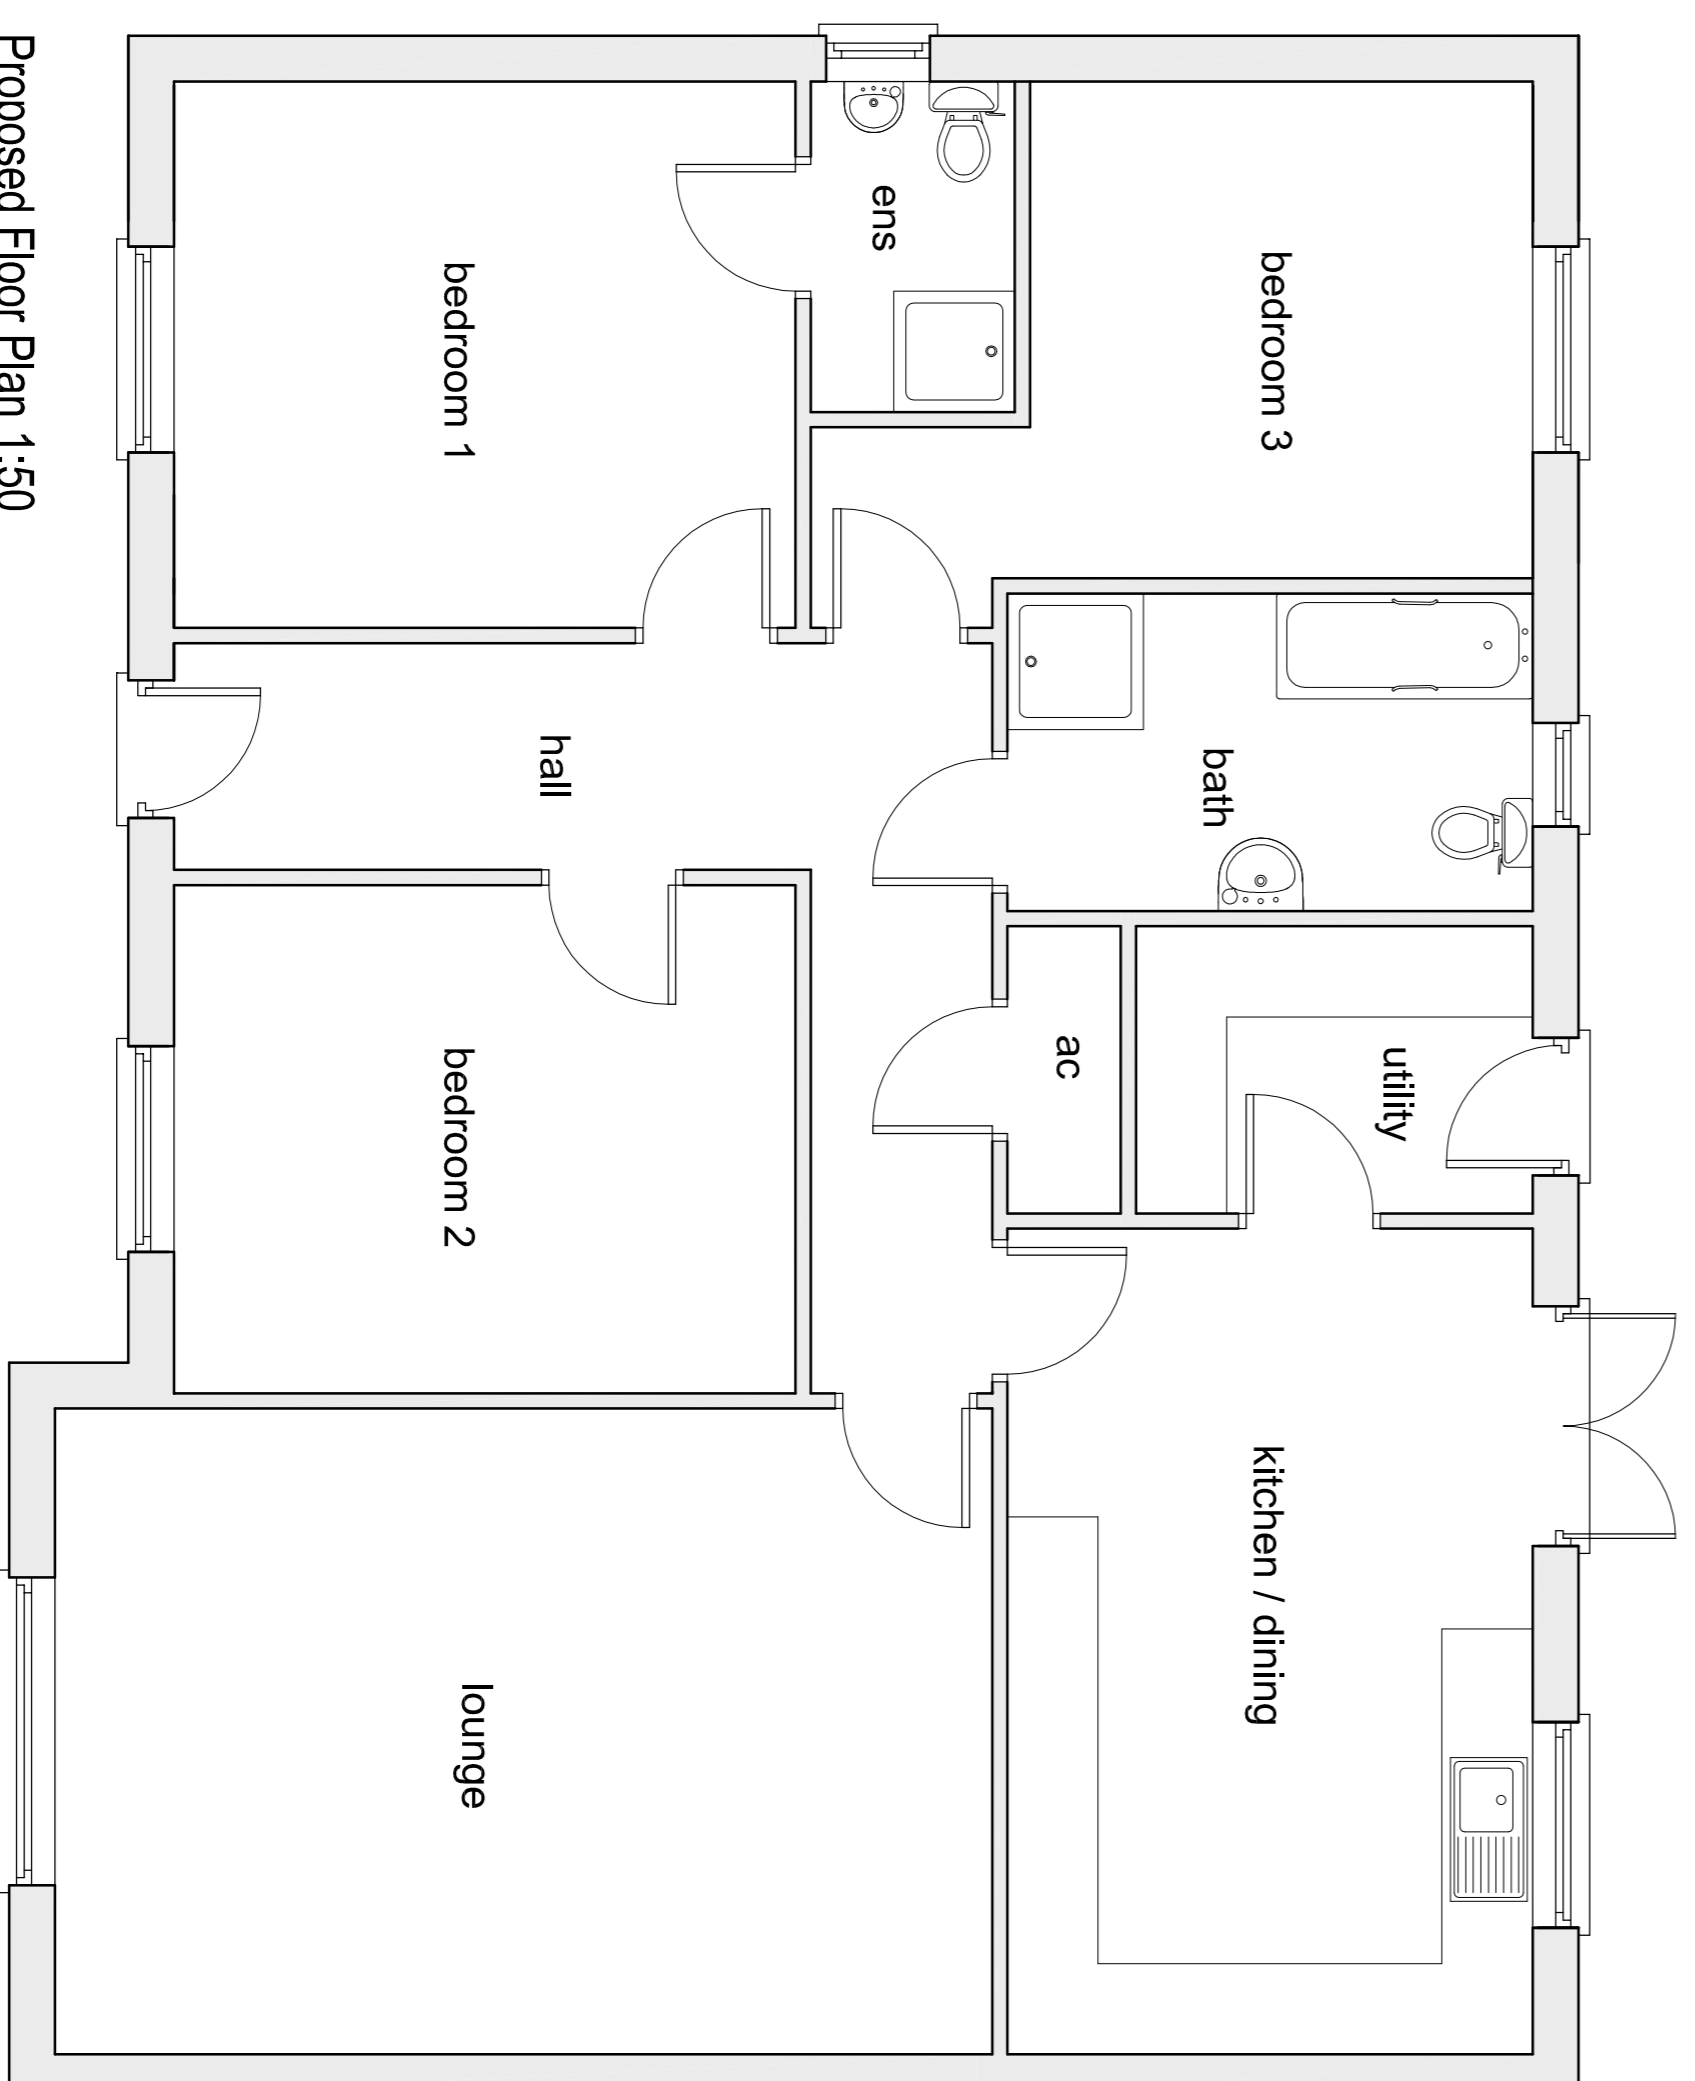 bedroom 3
bath
utility
kitchen / dining
ens
ac
hall
bedroom 1
bedroom 2
lounge
Proposed Floor Plan 1:50